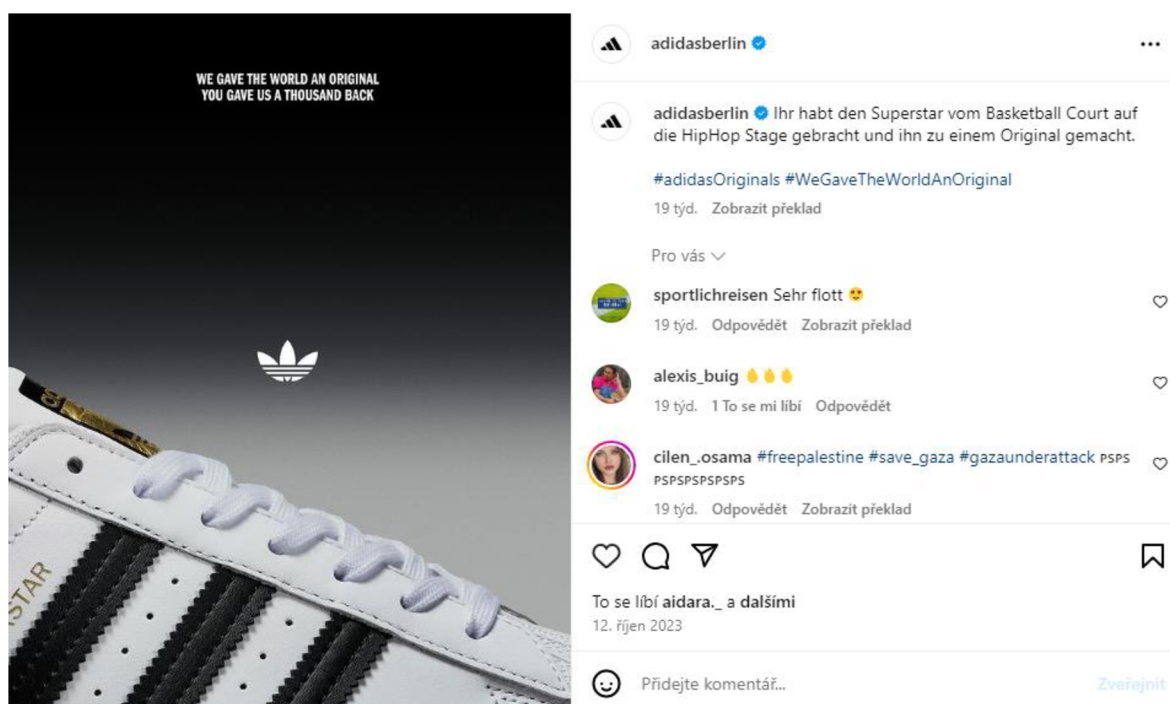 WE GAVE THE WORLD AN ORIGINAL
YOU GAVE US A THOUSAND BACK
STAR
adidasberlin
adidasberlin Ihr habt den Superstar vom Basketball Court auf
die HipHop Stage gebracht und ihn zu einem Original gemacht.
#adidasOriginals #WeGaveTheWorldAnOriginal
19 týd. Zobrazit překlad
Pro vás
sportlichreisen Sehr flott 😍
19 týd. Odpovědět Zobrazit překlad
alexis_buig 👌👌👌
19 týd. 1 To se mi líbí Odpovědět
cilen_.osama #freepalestine #save_gaza #gazaunderattack PSPS
PSPSPSPSPSPS
19 týd. Odpovědět Zobrazit překlad
To se líbí aidara._ a dalšími
12. říjen 2023
Přidejte komentář...
Zveřejnit